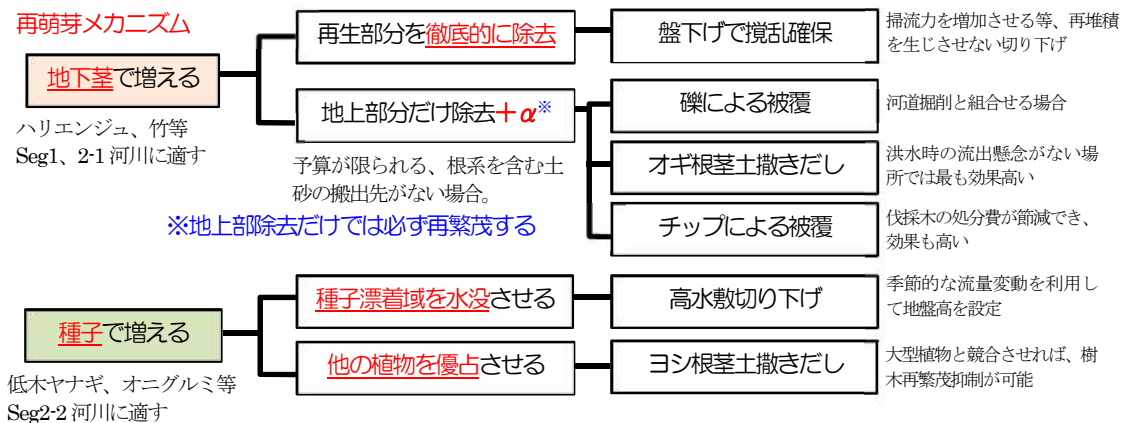 再萌芽メカニズム
地下茎で増える
ハリエンジュ、竹等
Seg1、2-1 河川に適す
再生部分を徹底的に除去
盤下げで撹乱確保
掃流力を増加させる等、再堆積
を生じさせない切り下げ
地上部分だけ除去＋α※
予算が限られる、根系を含む土
砂の搬出先がない場合。
※地上部除去だけでは必ず再繁茂する
礫による被覆
河道掘削と組合せる場合
オギ根茎土撒きだし
洪水時の流出懸念がない場
所では最も効果高い
チップによる被覆
伐採木の処分費が節減でき、
効果も高い
種子で増える
低木ヤナギ、オニグルミ等
Seg2-2 河川に適す
種子漂着域を水没させる
高水敷切り下げ
季節的な流量変動を利用し
て地盤高を設定
他の植物を優占させる
ヨシ根茎土撒きだし
大型植物と競合させれば、樹
木再繁茂抑制が可能